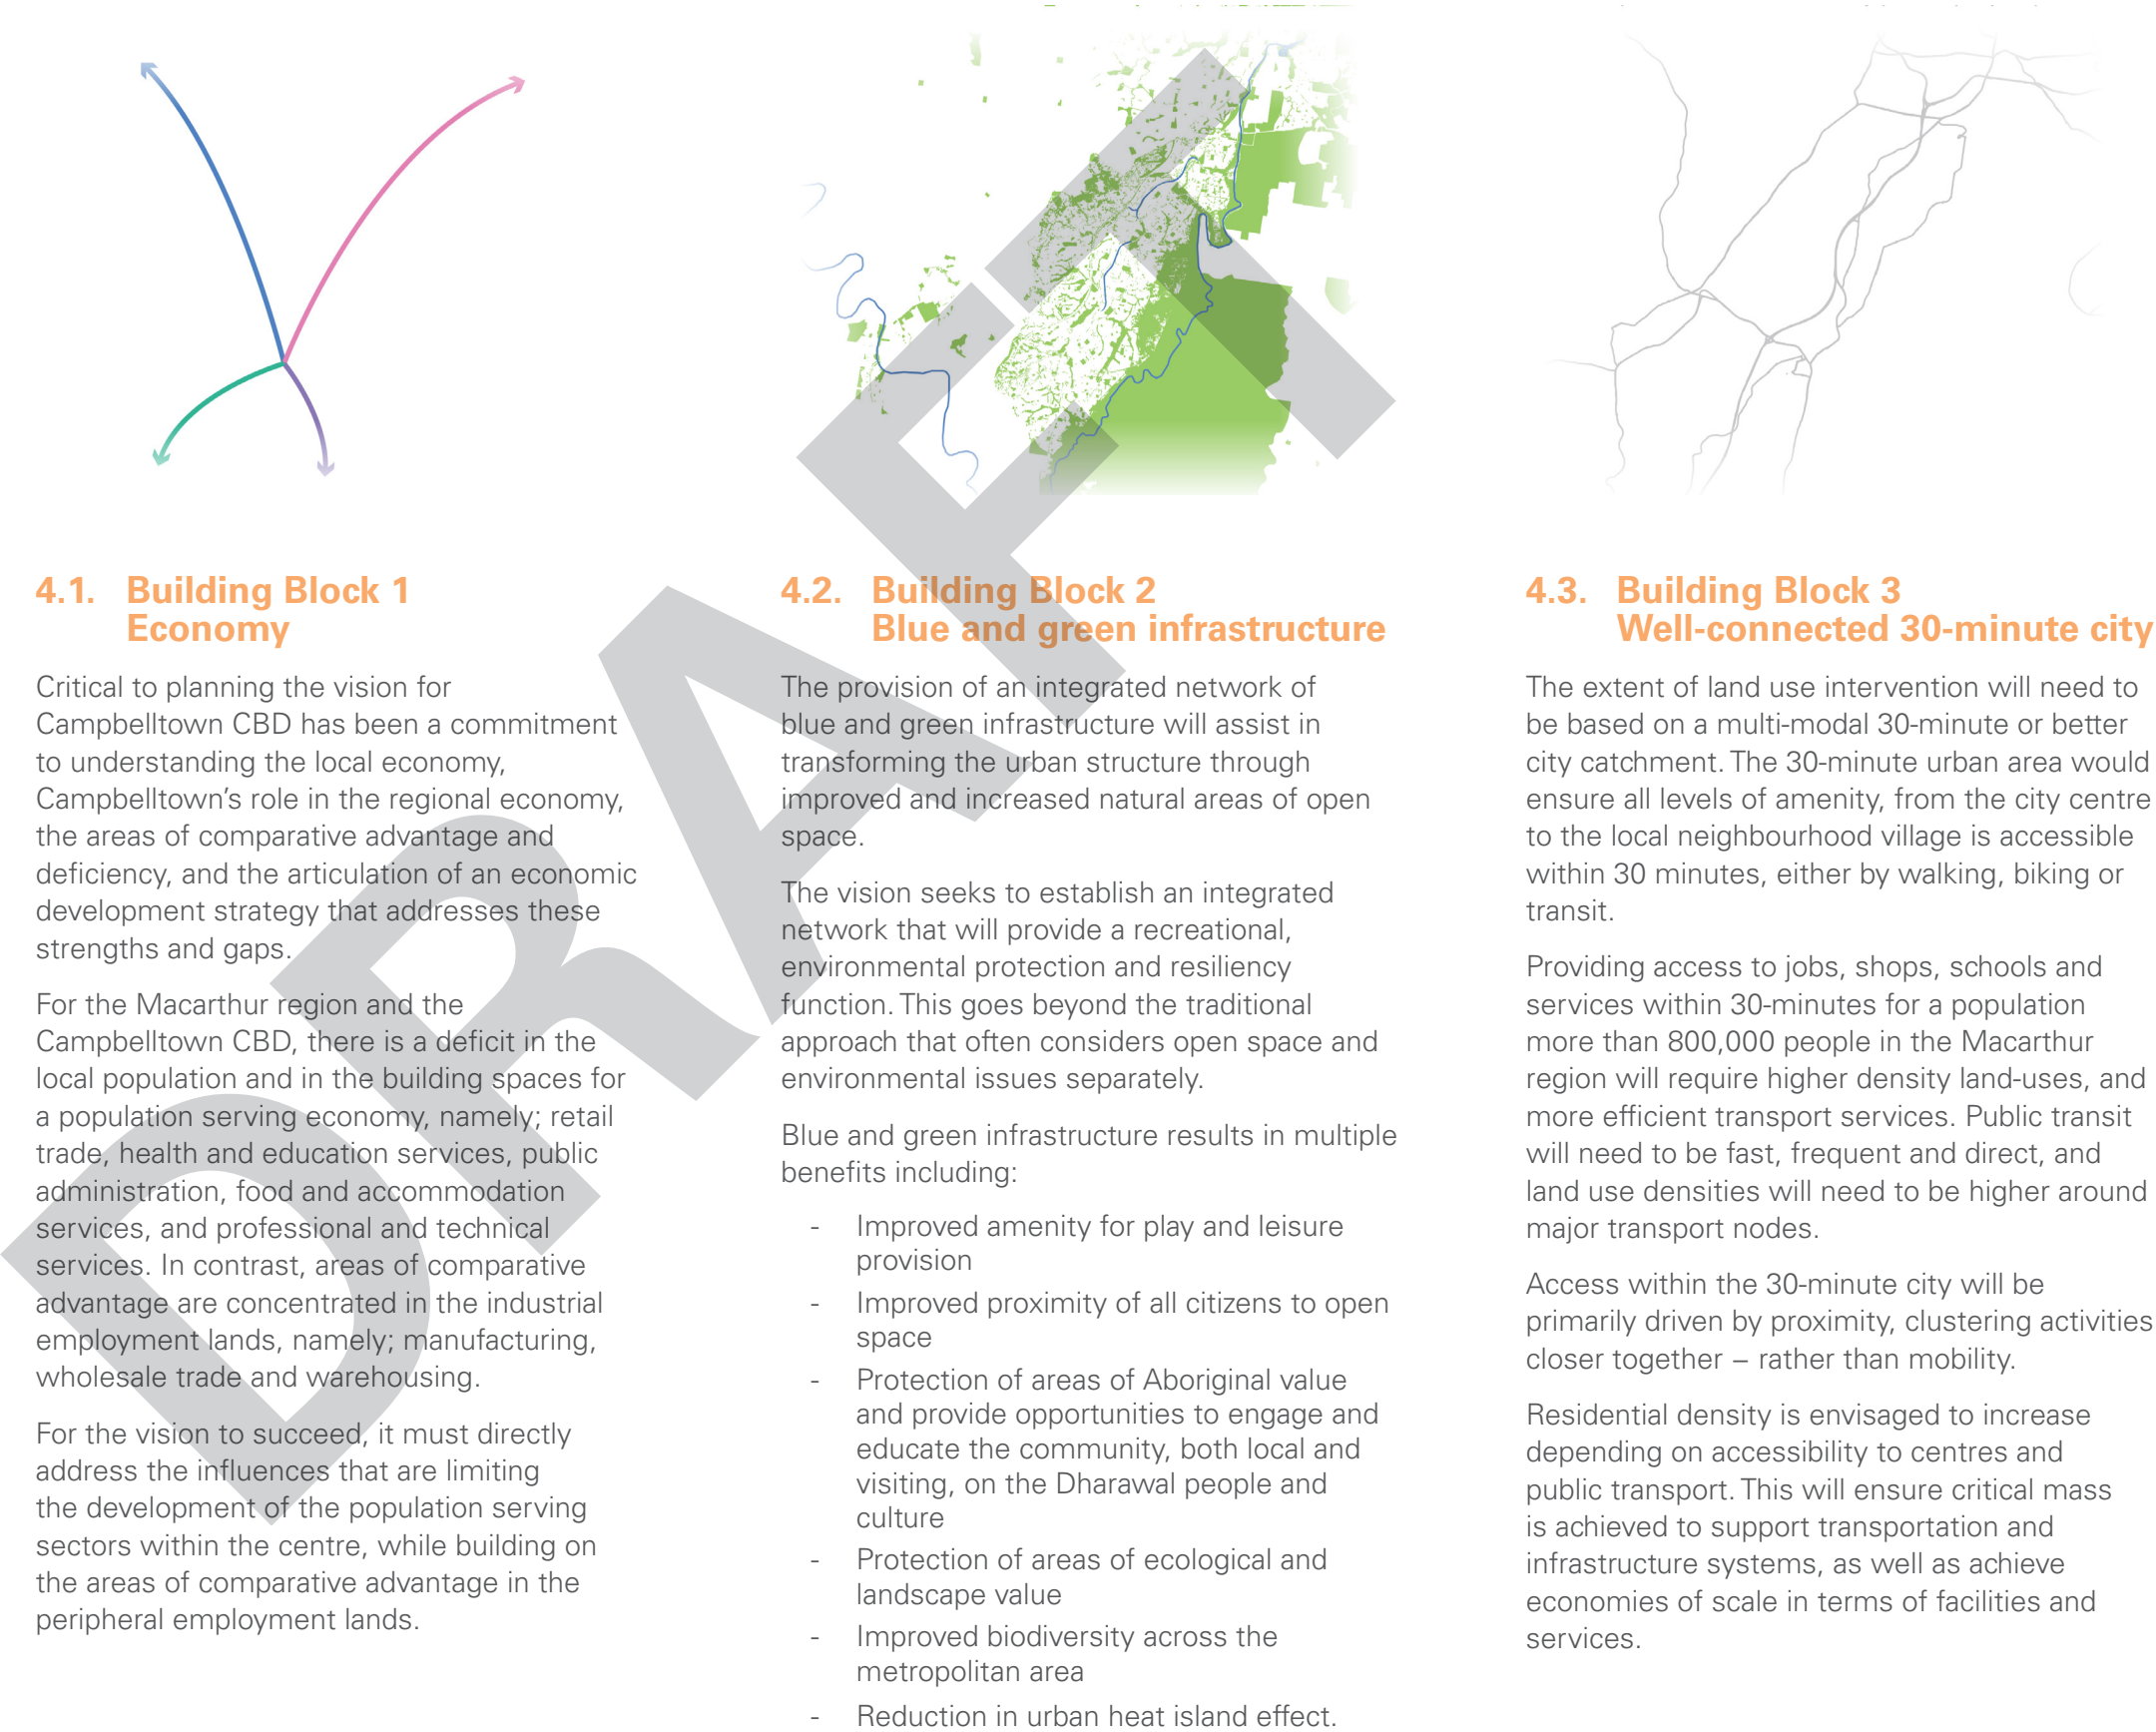 4.1. Building Block 1
Economy
Critical to planning the vision for
Campbelltown CBD has been a commitment
to understanding the local economy,
Campbelltown's role in the regional economy,
the areas of comparative advantage and
deficiency, and the articulation of an economic
development strategy that addresses these
strengths and gaps.
For the Macarthur region and the
Campbelltown CBD, there is a deficit in the
local population and in the building spaces for
a population serving economy, namely; retail
trade, health and education services, public
administration, food and accommodation
services, and professional and technical
services. In contrast, areas of comparative
advantage are concentrated in the industrial
employment lands, namely; manufacturing,
wholesale trade and warehousing.
For the vision to succeed, it must directly
address the influences that are limiting
the development of the population serving
sectors within the centre, while building on
the areas of comparative advantage in the
peripheral employment lands.
4.2. Building Block 2
Blue and green infrastructure
The provision of an integrated network of
blue and green infrastructure will assist in
transforming the urban structure through
improved and increased natural areas of open
space.
The vision seeks to establish an integrated
network that will provide a recreational,
environmental protection and resiliency
function. This goes beyond the traditional
approach that often considers open space and
environmental issues separately.
Blue and green infrastructure results in multiple
benefits including:
- Improved amenity for play and leisure
provision
- Improved proximity of all citizens to open
space
- Protection of areas of Aboriginal value
and provide opportunities to engage and
educate the community, both local and
visiting, on the Dharawal people and
culture
- Protection of areas of ecological and
landscape value
- Improved biodiversity across the
metropolitan area
- Reduction in urban heat island effect.
4.3. Building Block 3
Well-connected 30-minute city
The extent of land use intervention will need to
be based on a multi-modal 30-minute or better
city catchment. The 30-minute urban area would
ensure all levels of amenity, from the city centre
to the local neighbourhood village is accessible
within 30 minutes, either by walking, biking or
transit.
Providing access to jobs, shops, schools and
services within 30-minutes for a population
more than 800,000 people in the Macarthur
region will require higher density land-uses, and
more efficient transport services. Public transit
will need to be fast, frequent and direct, and
land use densities will need to be higher around
major transport nodes.
Access within the 30-minute city will be
primarily driven by proximity, clustering activities
closer together – rather than mobility.
Residential density is envisaged to increase
depending on accessibility to centres and
public transport. This will ensure critical mass
is achieved to support transportation and
infrastructure systems, as well as achieve
economies of scale in terms of facilities and
services.
DRAFT